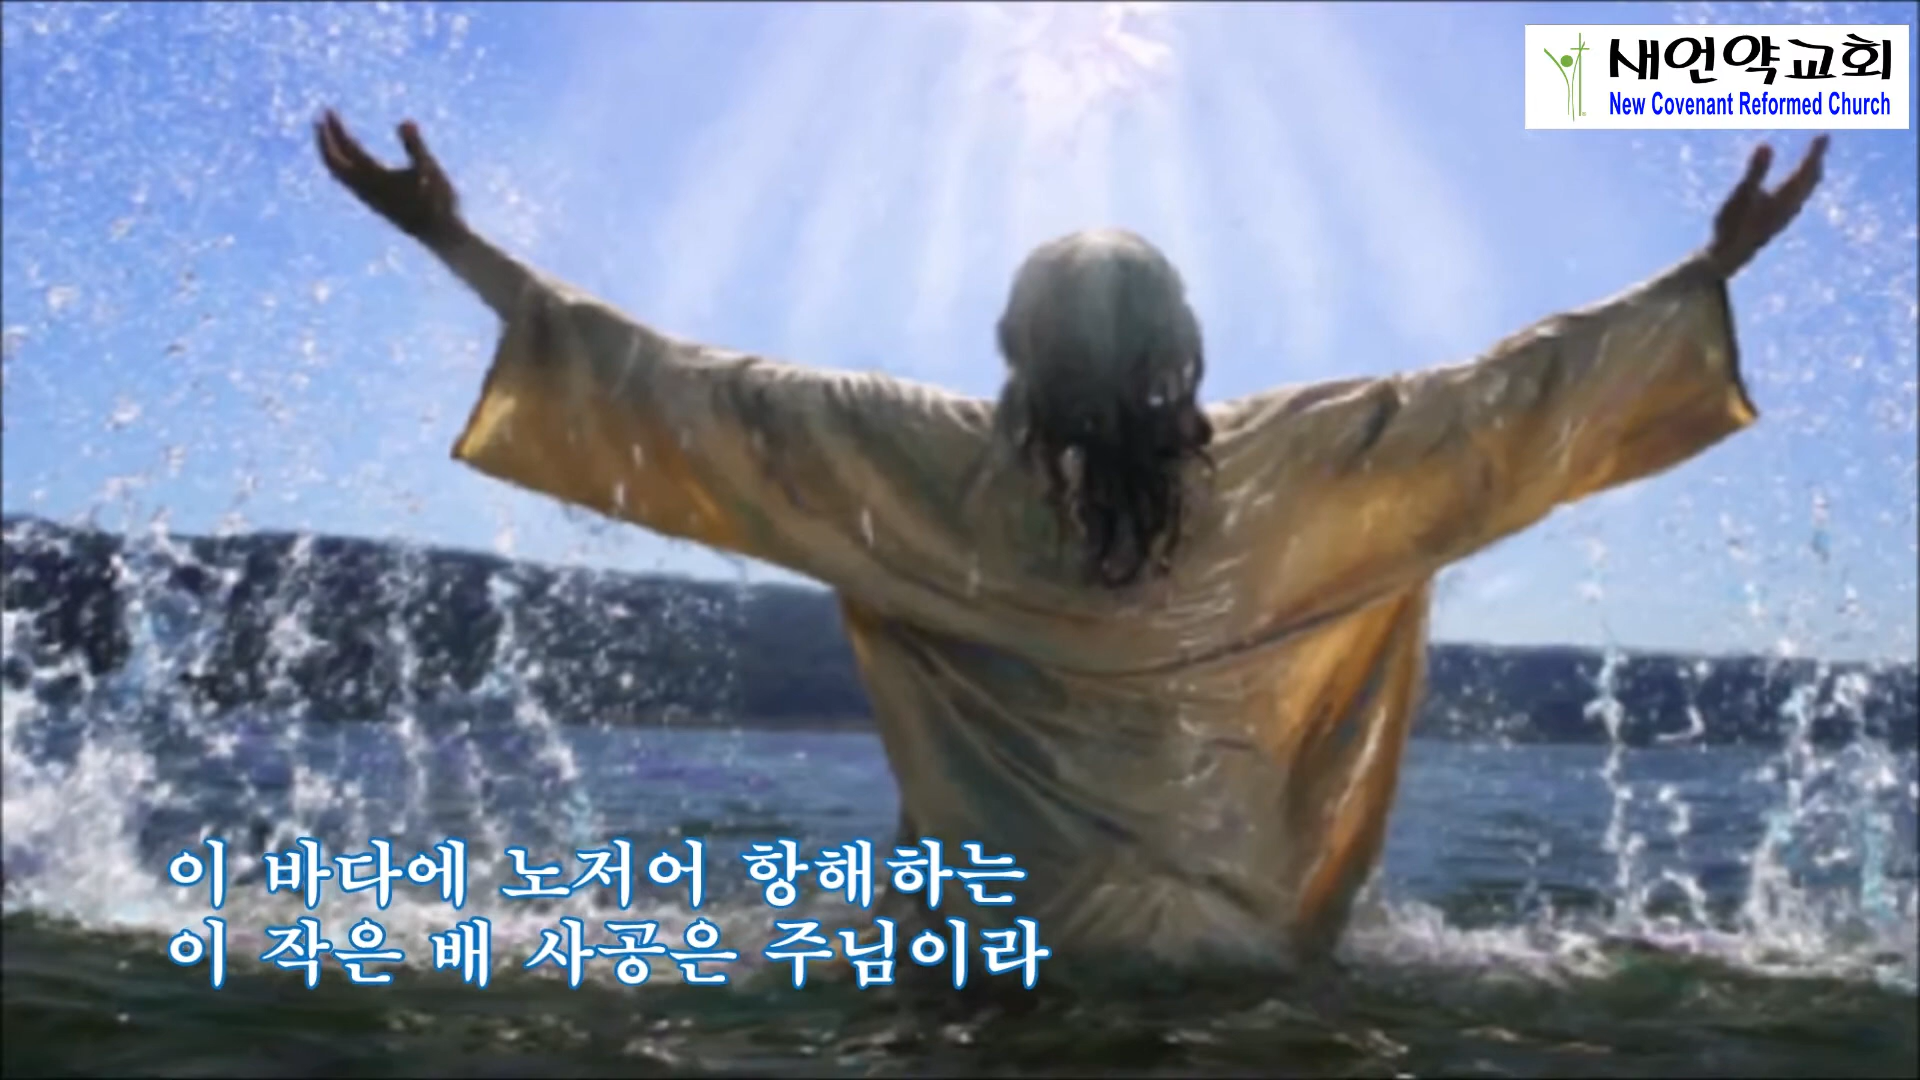 새언약교회
New Covenant Reformed Church
이 바다에 노저어 항해하는
이 작은 배 사공은 주님이라